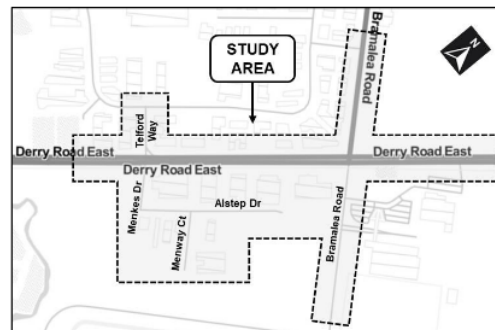 STUDY
AREA
Bramalea Road
N
Telford
Way
Derry Road East
Derry Road East
Derry Road East
Menkes Dr
Alstep Dr
Menway Ct
Bramalea Road